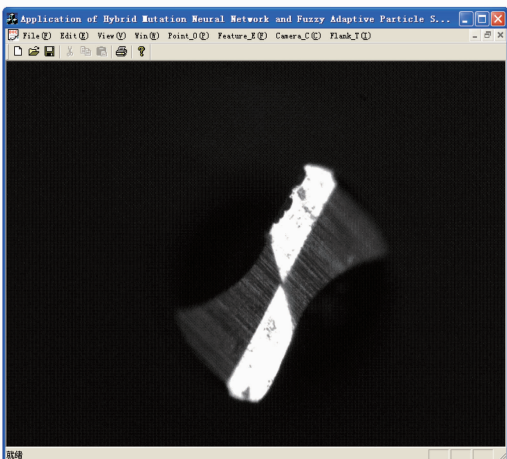 Application of Hybrid Mutation Neural Network and Fuzzy Adaptive Particle S...
File(F) Edit(E) View(V) Win(W) Point_O(P) Feature_E(F) Camera_C(C) Flank_T(I)
就绪